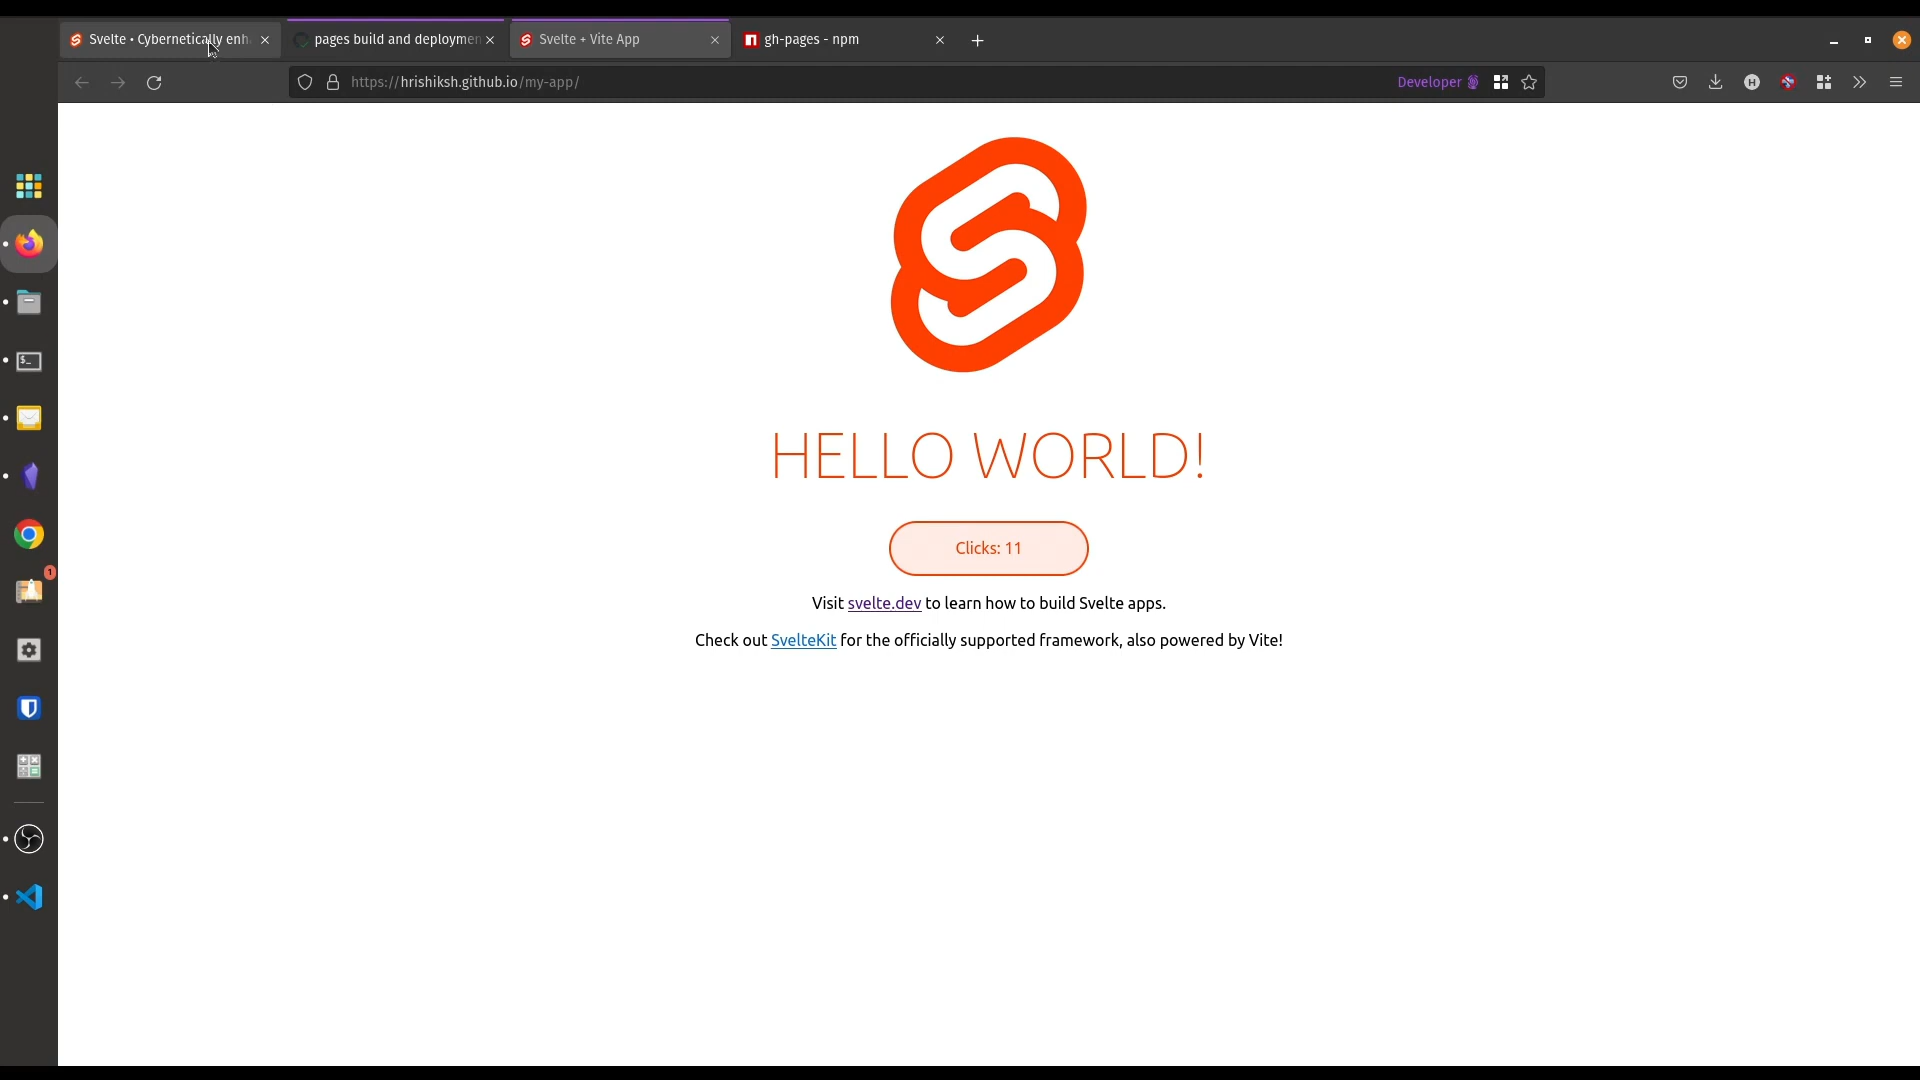 Svelte • Cybernetically enh
pages build and deploymen
Svelte + Vite App
gh-pages - npm
https://hrishiksh.github.io/my-app/
Developer
H
HELLO WORLD!
Clicks: 11
Visit svelte.dev to learn how to build Svelte apps.
Check out SvelteKit for the officially supported framework, also powered by Vite!
$_
1